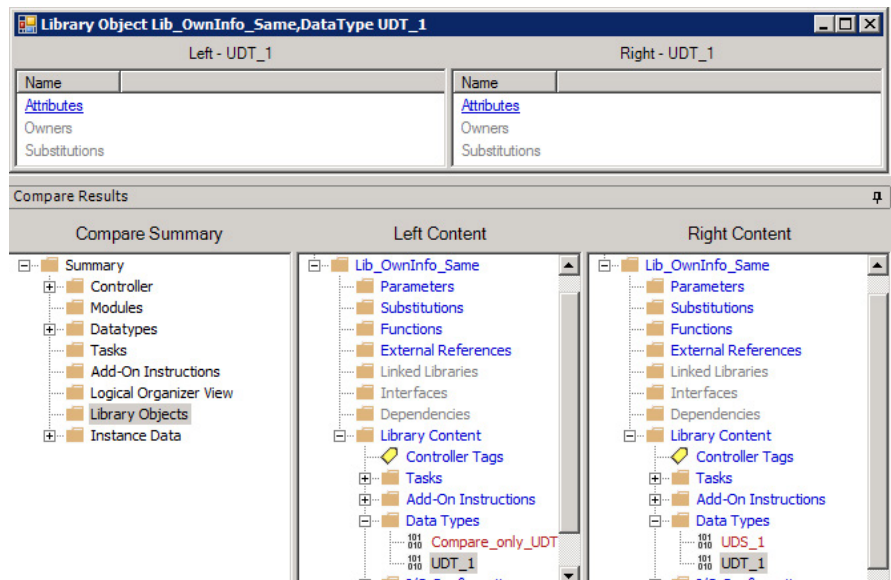 Library Object Lib_OwnInfo_Same,DataType UDT_1
Left - UDT_1
Right - UDT_1
Name
Name
Attributes
Attributes
Owners
Owners
Substitutions
Substitutions
Compare Results
Compare Summary
Left Content
Right Content
Summary
Controller
Modules
Datatypes
Tasks
Add-On Instructions
Logical Organizer View
Library Objects
Instance Data
Lib_OwnInfo_Same
Parameters
Substitutions
Functions
External References
Linked Libraries
Interfaces
Dependencies
Library Content
Controller Tags
Tasks
Add-On Instructions
Data Types
Compare_only_UDT
UDT_1
Lib_OwnInfo_Same
Parameters
Substitutions
Functions
External References
Linked Libraries
Interfaces
Dependencies
Library Content
Controller Tags
Tasks
Add-On Instructions
Data Types
UDS_1
UDT_1